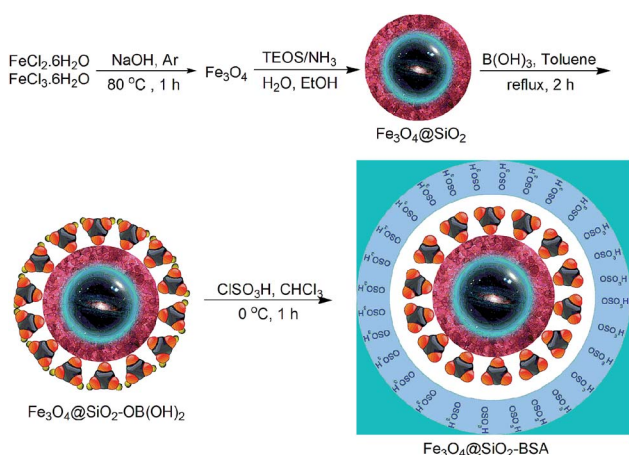 FeCl₂.6H₂O
FeCl₃.6H₂O
NaOH, Ar
80 °C , 1 h
Fe₃O₄
TEOS/NH₃
H₂O, EtOH
Fe₃O₄@SiO₂
B(OH)₃, Toluene
reflux, 2 h
Fe₃O₄@SiO₂-OB(OH)₂
ClSO₃H, CHCl₃
0 °C, 1 h
OSO₃H
Fe₃O₄@SiO₂-BSA